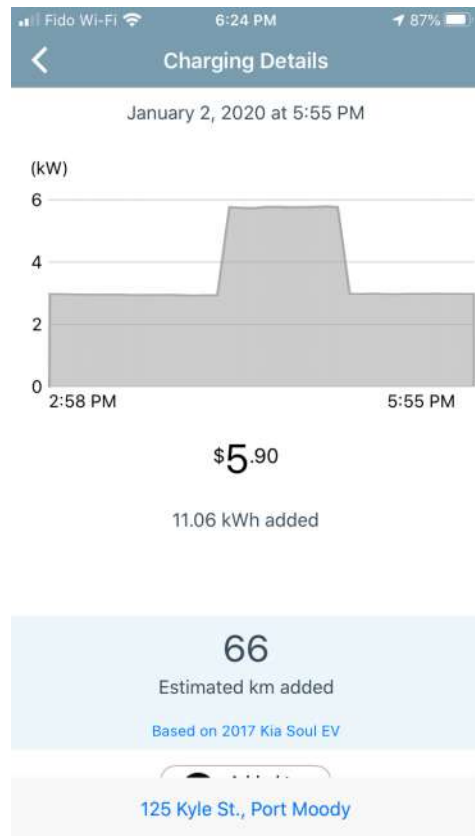 Fido Wi-Fi 6:24 PM 87%
Charging Details
January 2, 2020 at 5:55 PM
(kW)
6
4
2
0
2:58 PM 5:55 PM
$5.90
11.06 kWh added
66
Estimated km added
Based on 2017 Kia Soul EV
125 Kyle St., Port Moody